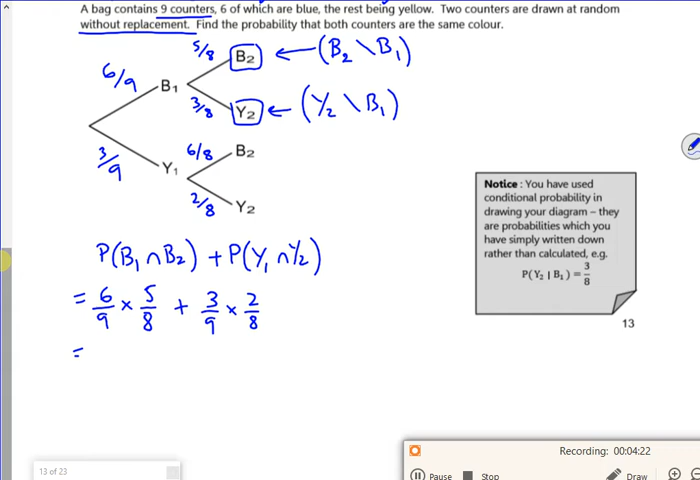 A bag contains 9 counters, 6 of which are blue, the rest being yellow. Two counters are drawn at random
without replacement. Find the probability that both counters are the same colour.
5/8 B₂ ← (B₂ \ B₁)
6/9 B₁
3/8 Y₂ ← (Y₂ \ B₁)
3/9 Y₁
6/8 B₂
2/8 Y₂
P(B₁ ∩ B₂) + P(Y₁ ∩ Y₂)
= 6/9 × 5/8 + 3/9 × 2/8
=
Notice : You have used
conditional probability in
drawing your diagram – they
are probabilities which you
have simply written down
rather than calculated, e.g.
P(Y₂ | B₁) = 3/8
13
13 of 23
Recording: 00:04:22
Pause Stop Draw